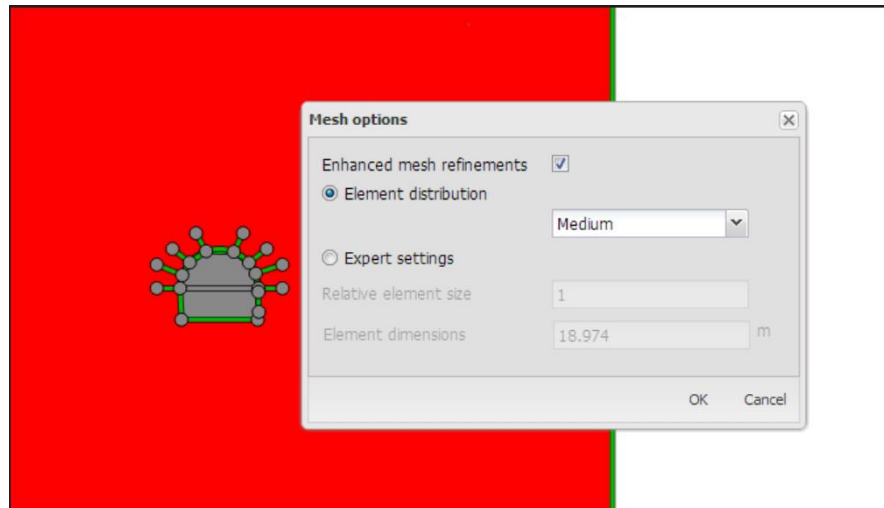 Mesh options
Enhanced mesh refinements
Element distribution
Medium
Expert settings
Relative element size 1
Element dimensions 18.974 m
OK Cancel